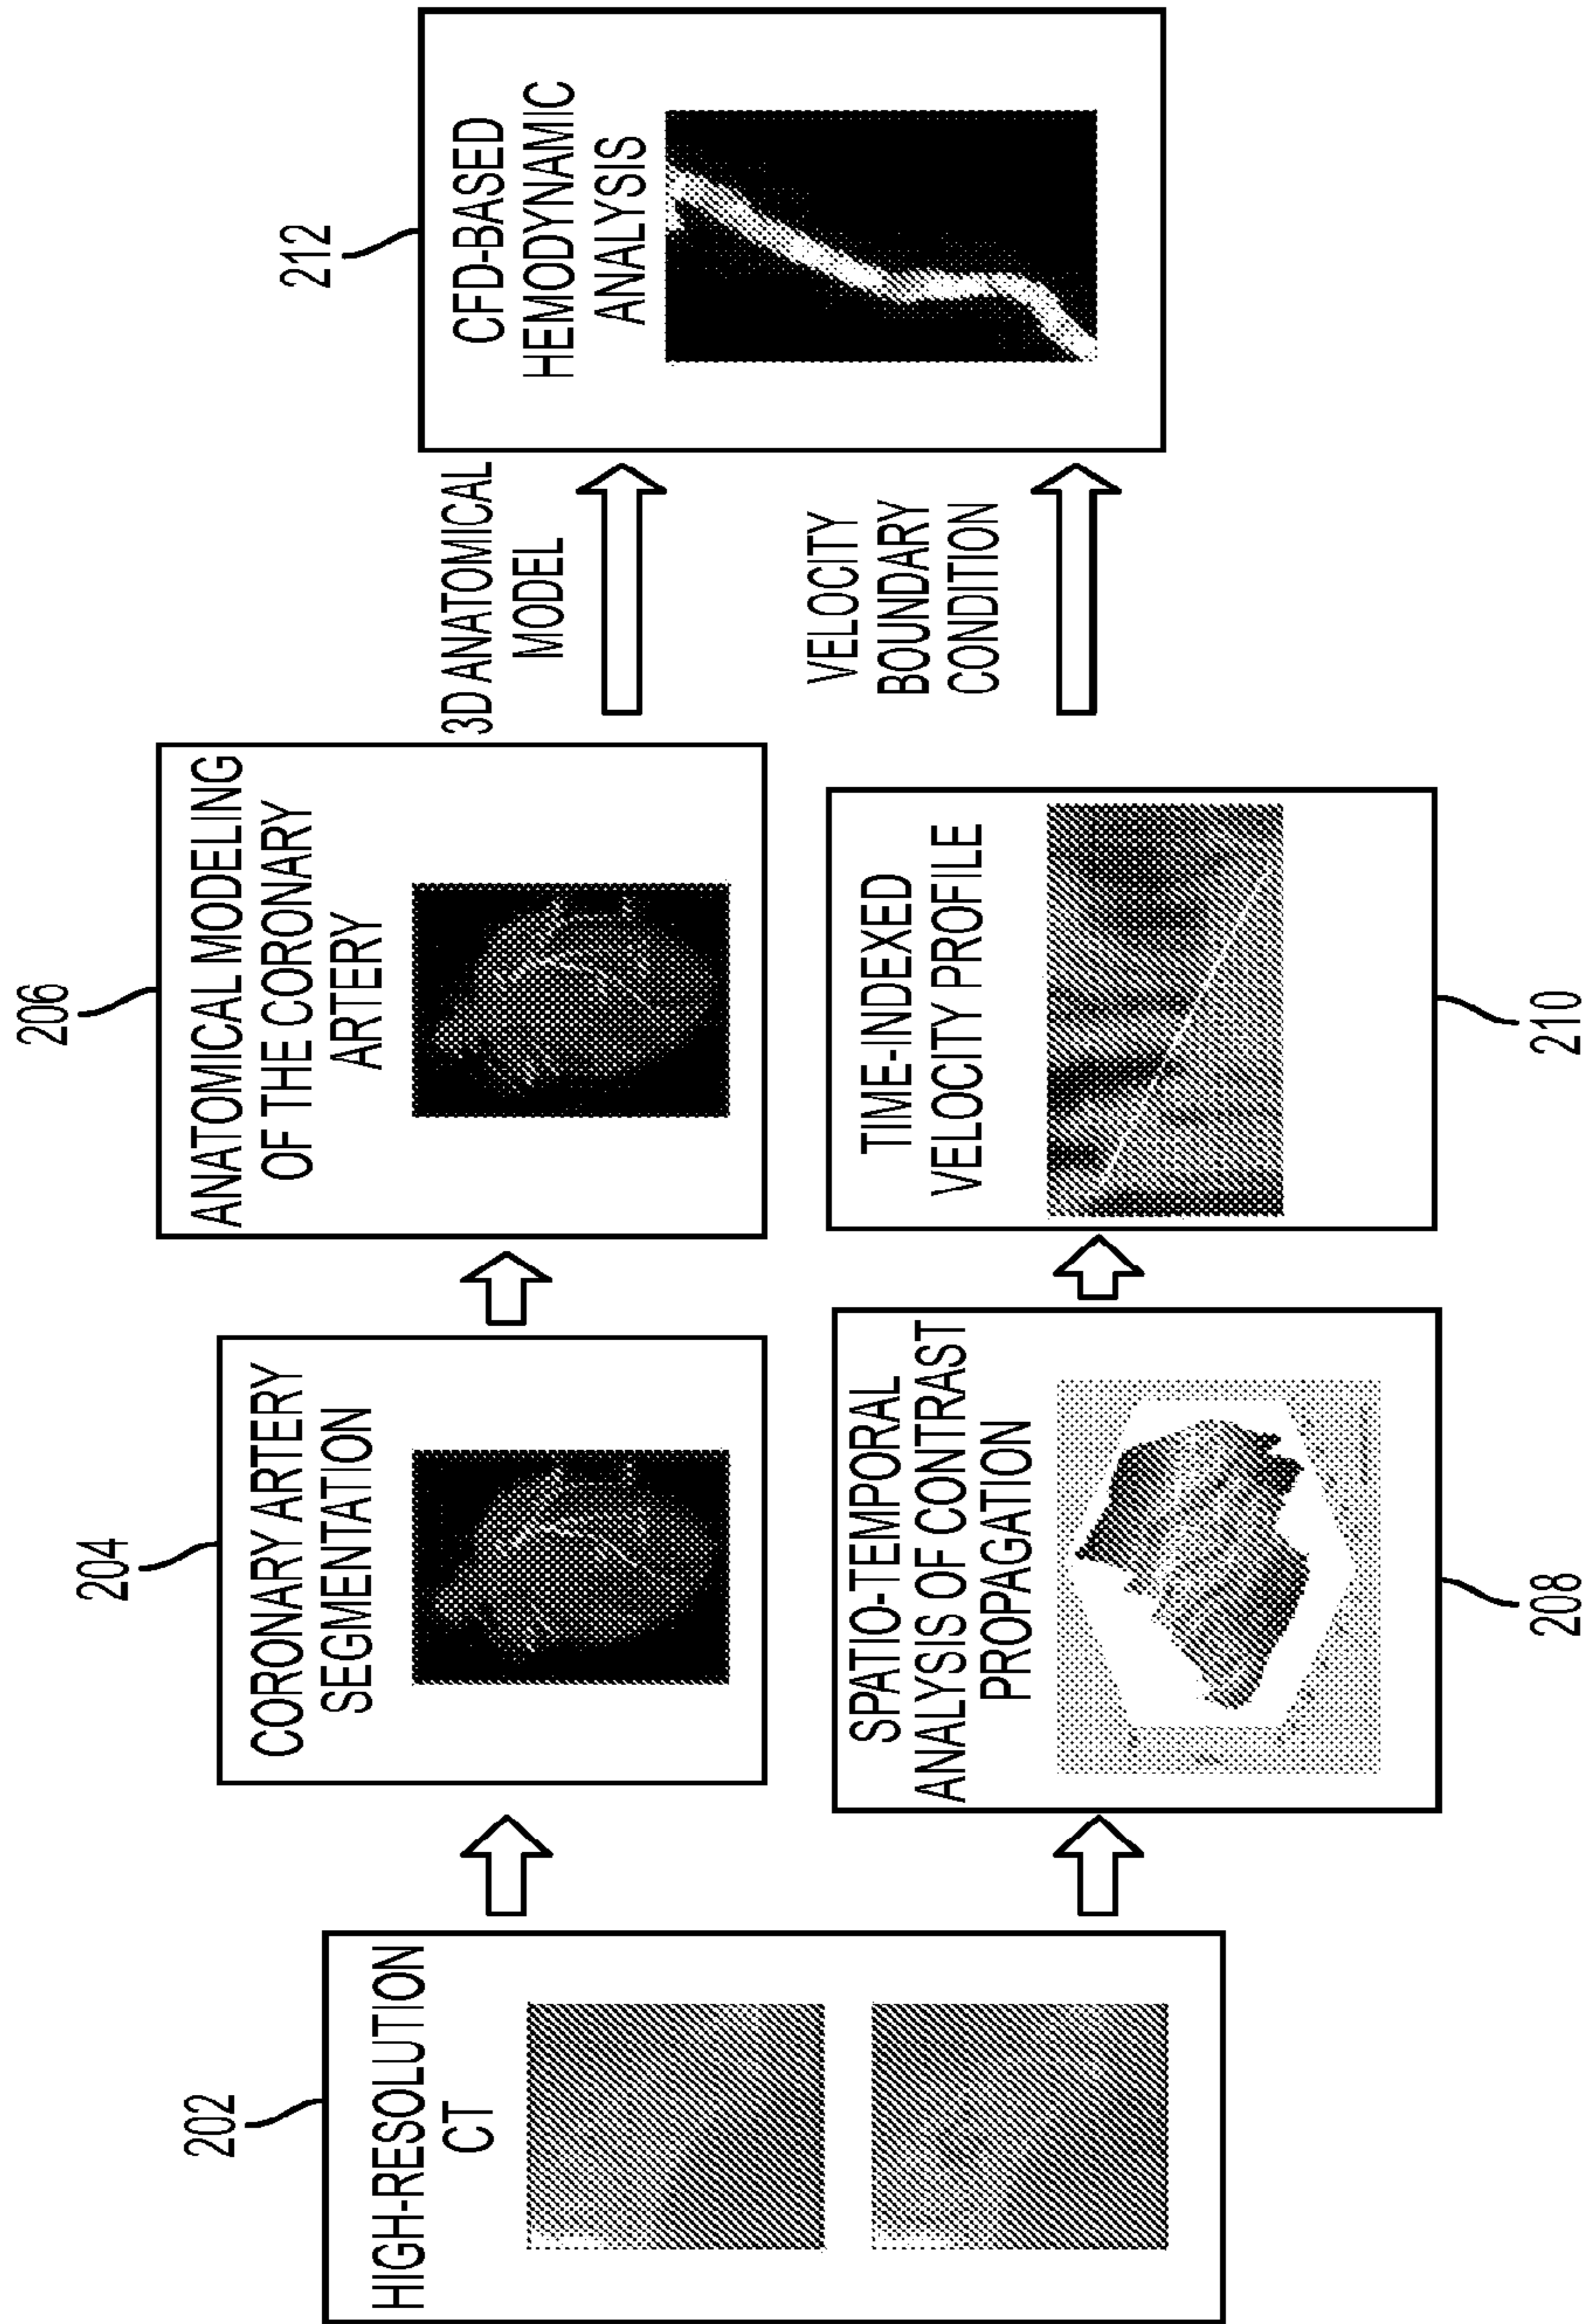 202
HIGH-RESOLUTION
CT
204
CORONARY ARTERY
SEGMENTATION
206
ANATOMICAL MODELING
OF THE CORONARY
ARTERY
3D ANATOMICAL
MODEL
SPATIO-TEMPORAL
ANALYSIS OF CONTRAST
PROPAGATION
208
TIME-INDEXED
VELOCITY PROFILE
210
VELOCITY
BOUNDARY
CONDITION
212
CFD-BASED
HEMODYNAMIC
ANALYSIS